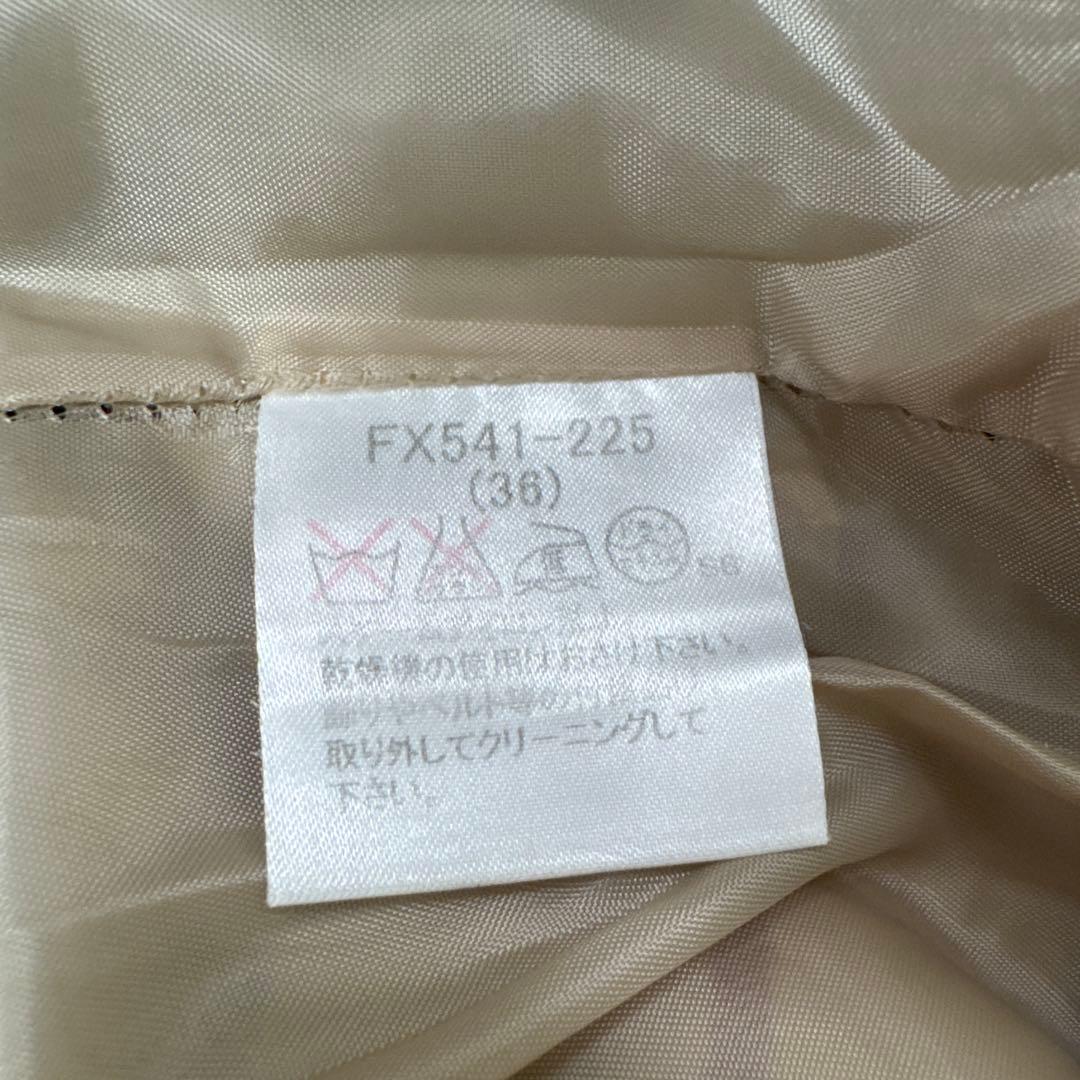 FX541-225
(36)
乾燥機の使用はおさけ下さい。
飾りやベルト等の
取り外してクリーニングして
下さい。